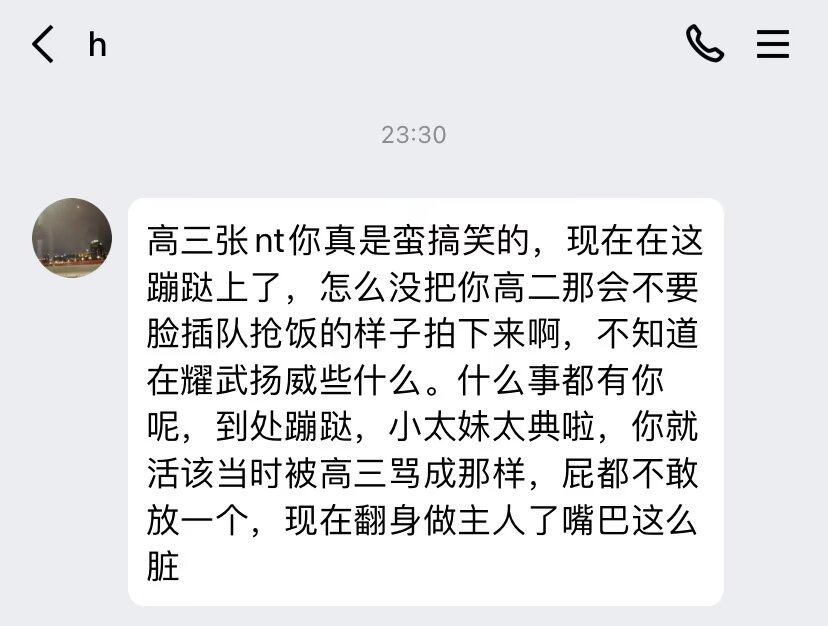 h
23:30
高三张nt你真是蛮搞笑的，现在在这
蹦跶上了，怎么没把你高二那会不要
脸插队抢饭的样子拍下来啊，不知道
在耀武扬威些什么。什么事都有你
呢，到处蹦跶，小太妹太典啦，你就
活该当时被高三骂成那样，屁都不敢
放一个，现在翻身做主人了嘴巴这么
脏